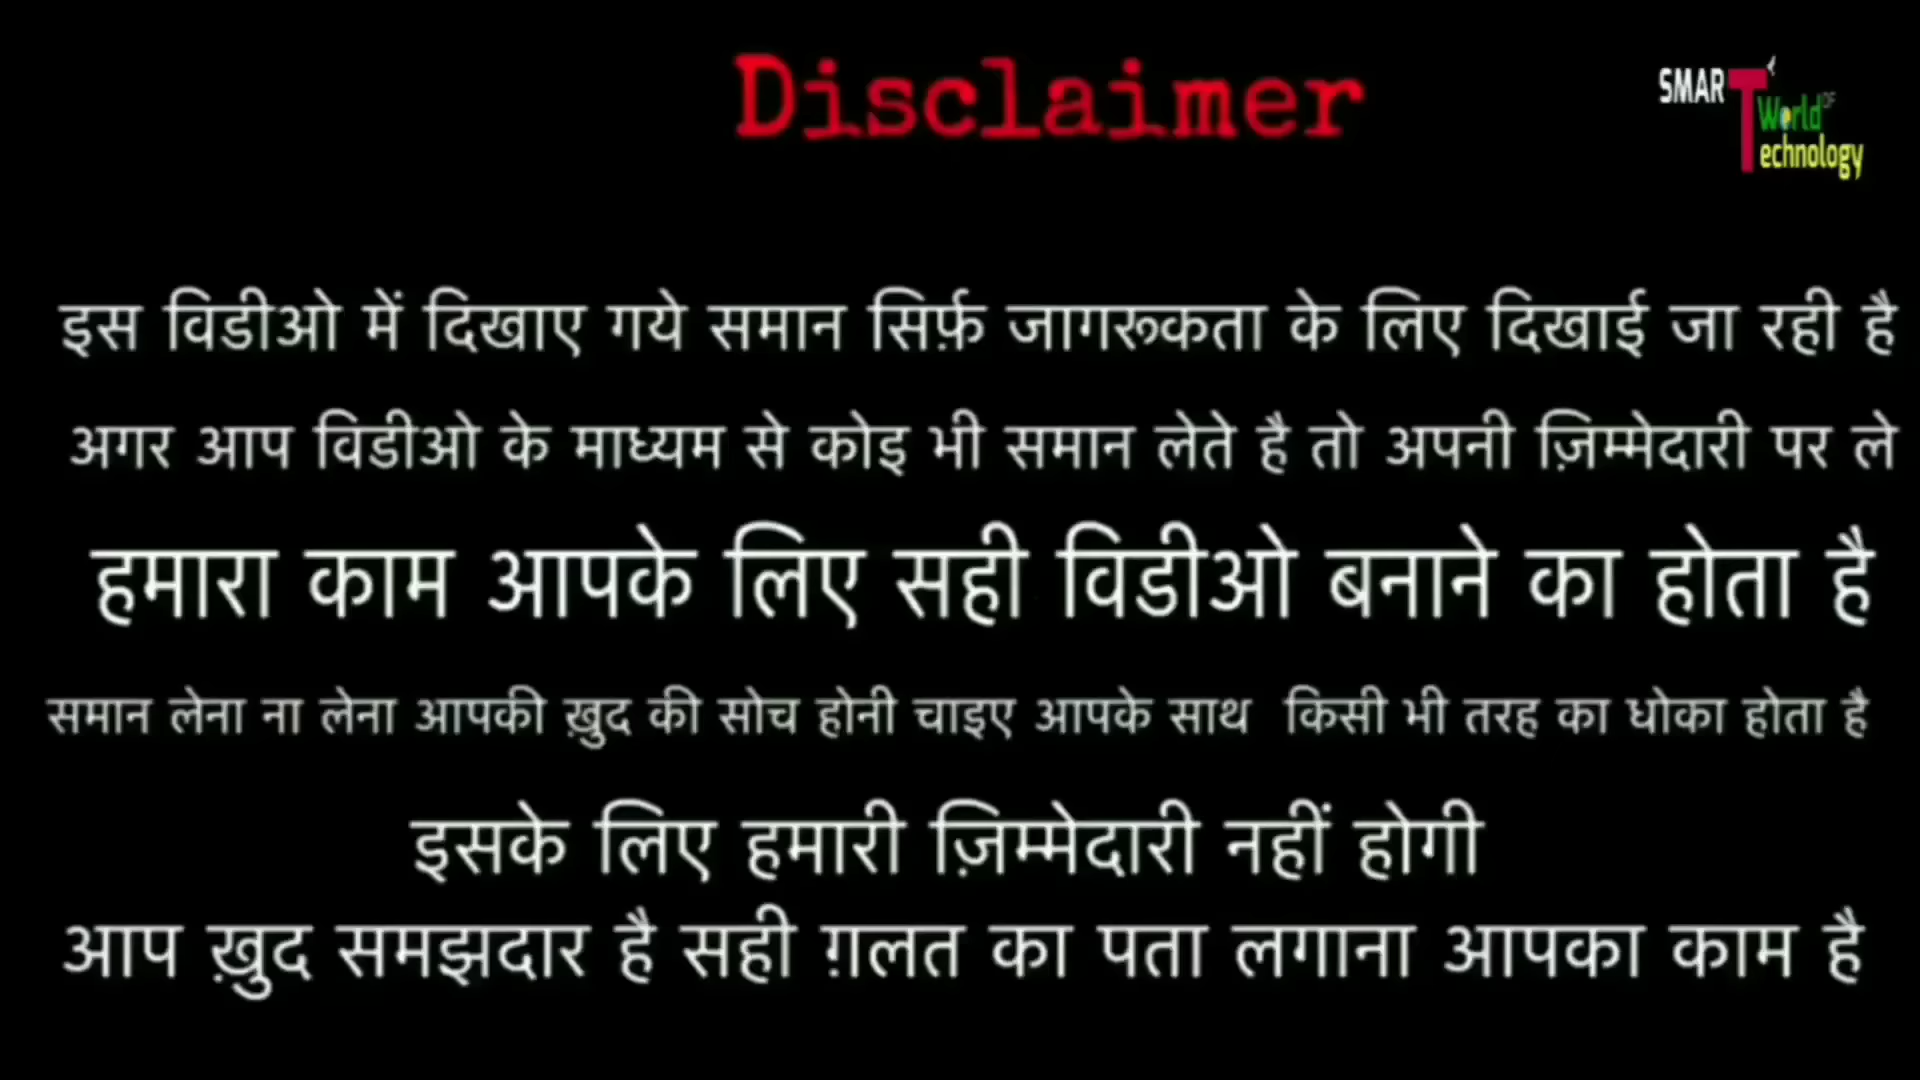 Disclaimer
SMART World OF Technology
इस विडीओ में दिखाए गये समान सिर्फ़ जागरूकता के लिए दिखाई जा रही है
अगर आप विडीओ के माध्यम से कोइ भी समान लेते है तो अपनी ज़िम्मेदारी पर ले
हमारा काम आपके लिए सही विडीओ बनाने का होता है
समान लेना ना लेना आपकी ख़ुद की सोच होनी चाइए आपके साथ किसी भी तरह का धोका होता है
इसके लिए हमारी ज़िम्मेदारी नहीं होगी
आप ख़ुद समझदार है सही ग़लत का पता लगाना आपका काम है